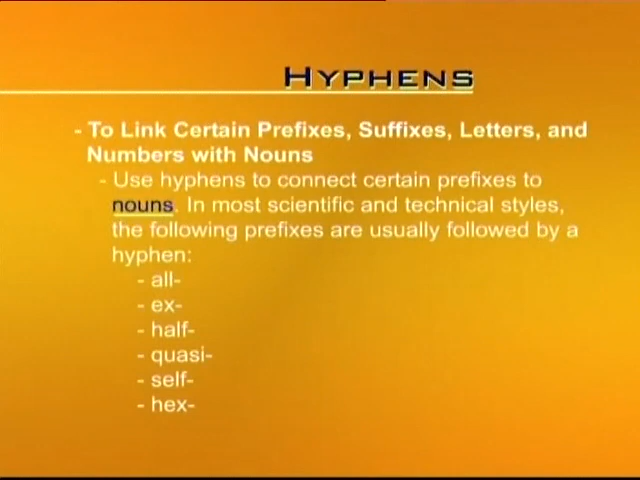 HYPHENS
- To Link Certain Prefixes, Suffixes, Letters, and
Numbers with Nouns
- Use hyphens to connect certain prefixes to
nouns. In most scientific and technical styles,
the following prefixes are usually followed by a
hyphen:
- all-
- ex-
- half-
- quasi-
- self-
- hex-